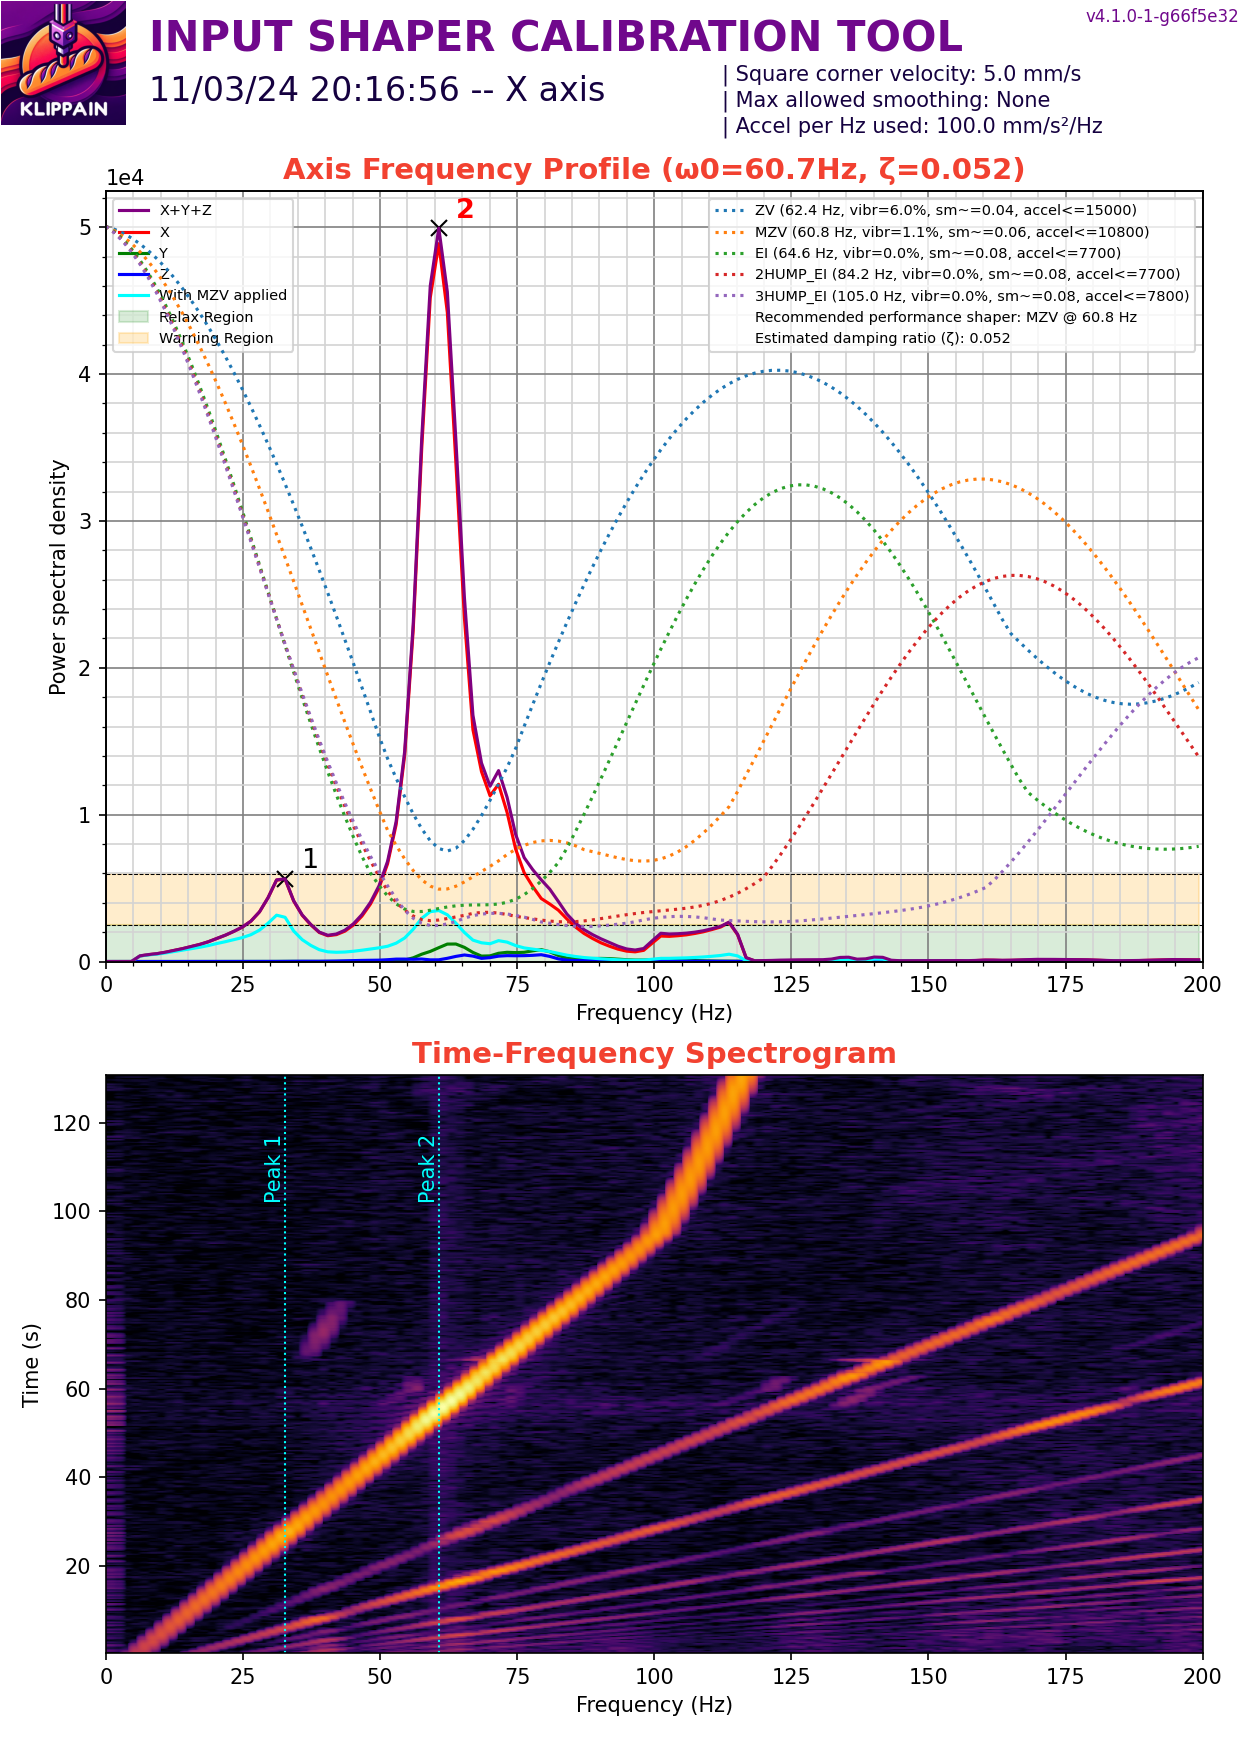 v4.1.0-1-g66f5e32
INPUT SHAPER CALIBRATION TOOL
KLIPPAIN
11/03/24 20:16:56 -- X axis
| Square corner velocity: 5.0 mm/s
| Max allowed smoothing: None
| Accel per Hz used: 100.0 mm/s²/Hz
Axis Frequency Profile (ω0=60.7Hz, ζ=0.052)
1e4
X+Y+Z
X
Y
Z
With MZV applied
Relax Region
Warning Region
2
ZV (62.4 Hz, vibr=6.0%, sm~=0.04, accel<=15000)
MZV (60.8 Hz, vibr=1.1%, sm~=0.06, accel<=10800)
EI (64.6 Hz, vibr=0.0%, sm~=0.08, accel<=7700)
2HUMP_EI (84.2 Hz, vibr=0.0%, sm~=0.08, accel<=7700)
3HUMP_EI (105.0 Hz, vibr=0.0%, sm~=0.08, accel<=7800)
Recommended performance shaper: MZV @ 60.8 Hz
Estimated damping ratio (ζ): 0.052
5
4
3
2
1
0
Power spectral density
1
0 25 50 75 100 125 150 175 200
Frequency (Hz)
Time-Frequency Spectrogram
120
100
80
60
40
20
Time (s)
Peak 1
Peak 2
0 25 50 75 100 125 150 175 200
Frequency (Hz)